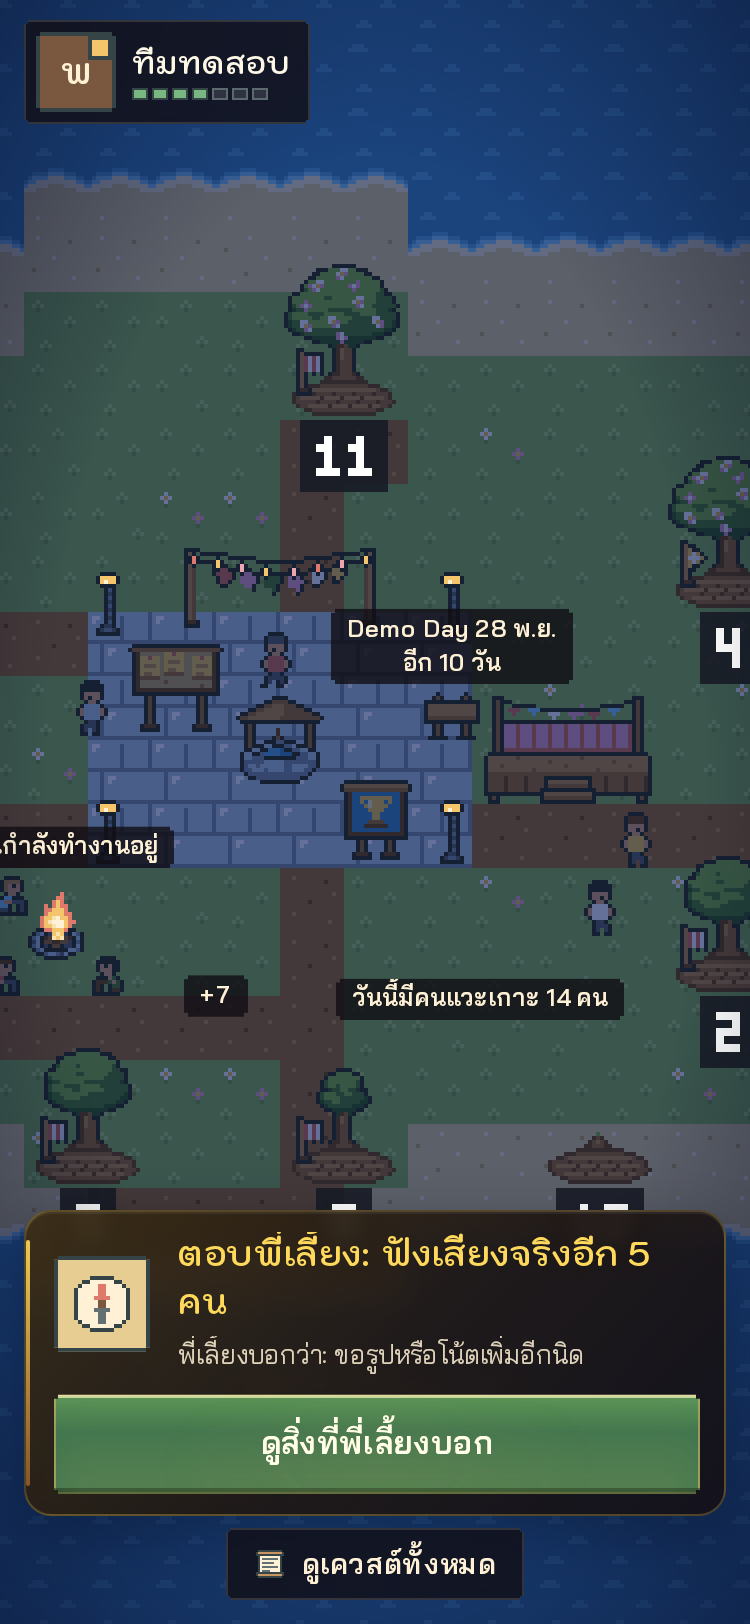 พ
ทีมทดสอบ
11
Demo Day 28 พ.ย.
อีก 10 วัน
4
กำลังทำงานอยู่
+7
วันนี้มีคนแวะเกาะ 14 คน
2
ตอบพี่เลี้ยง: ฟังเสียงจริงอีก 5
คน
พี่เลี้ยงบอกว่า: ขอรูปหรือโน้ตเพิ่มอีกนิด
ดูสิ่งที่พี่เลี้ยงบอก
ดูเควสต์ทั้งหมด